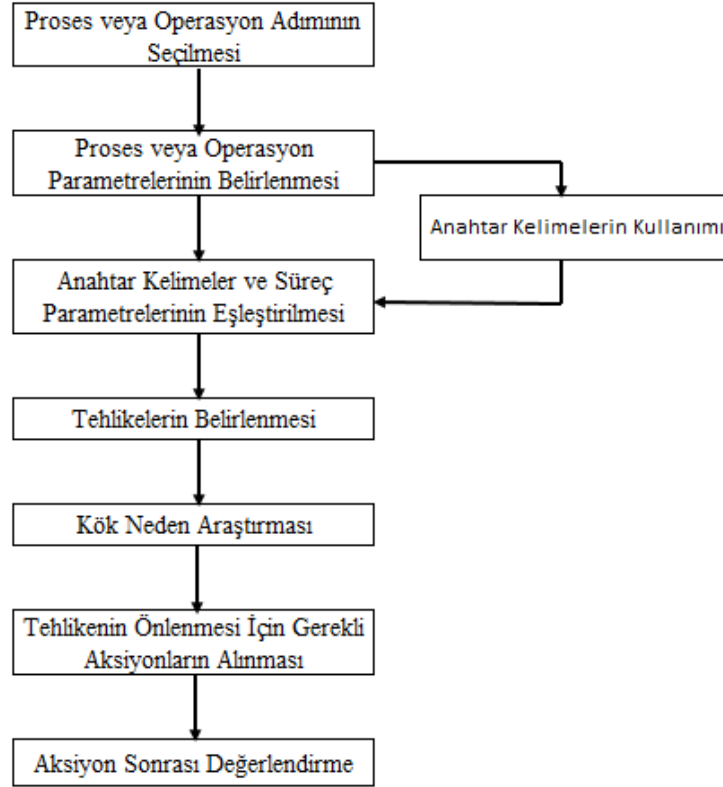 Proses veya Operasyon Adımının
Seçilmesi
Proses veya Operasyon
Parametrelerinin Belirlenmesi
Anahtar Kelimelerin Kullanımı
Anahtar Kelimeler ve Süreç
Parametrelerinin Eşleştirilmesi
Tehlikelerin Belirlenmesi
Kök Neden Araştırması
Tehlikenin Önlenmesi İçin Gerekli
Aksiyonların Alınması
Aksiyon Sonrası Değerlendirme